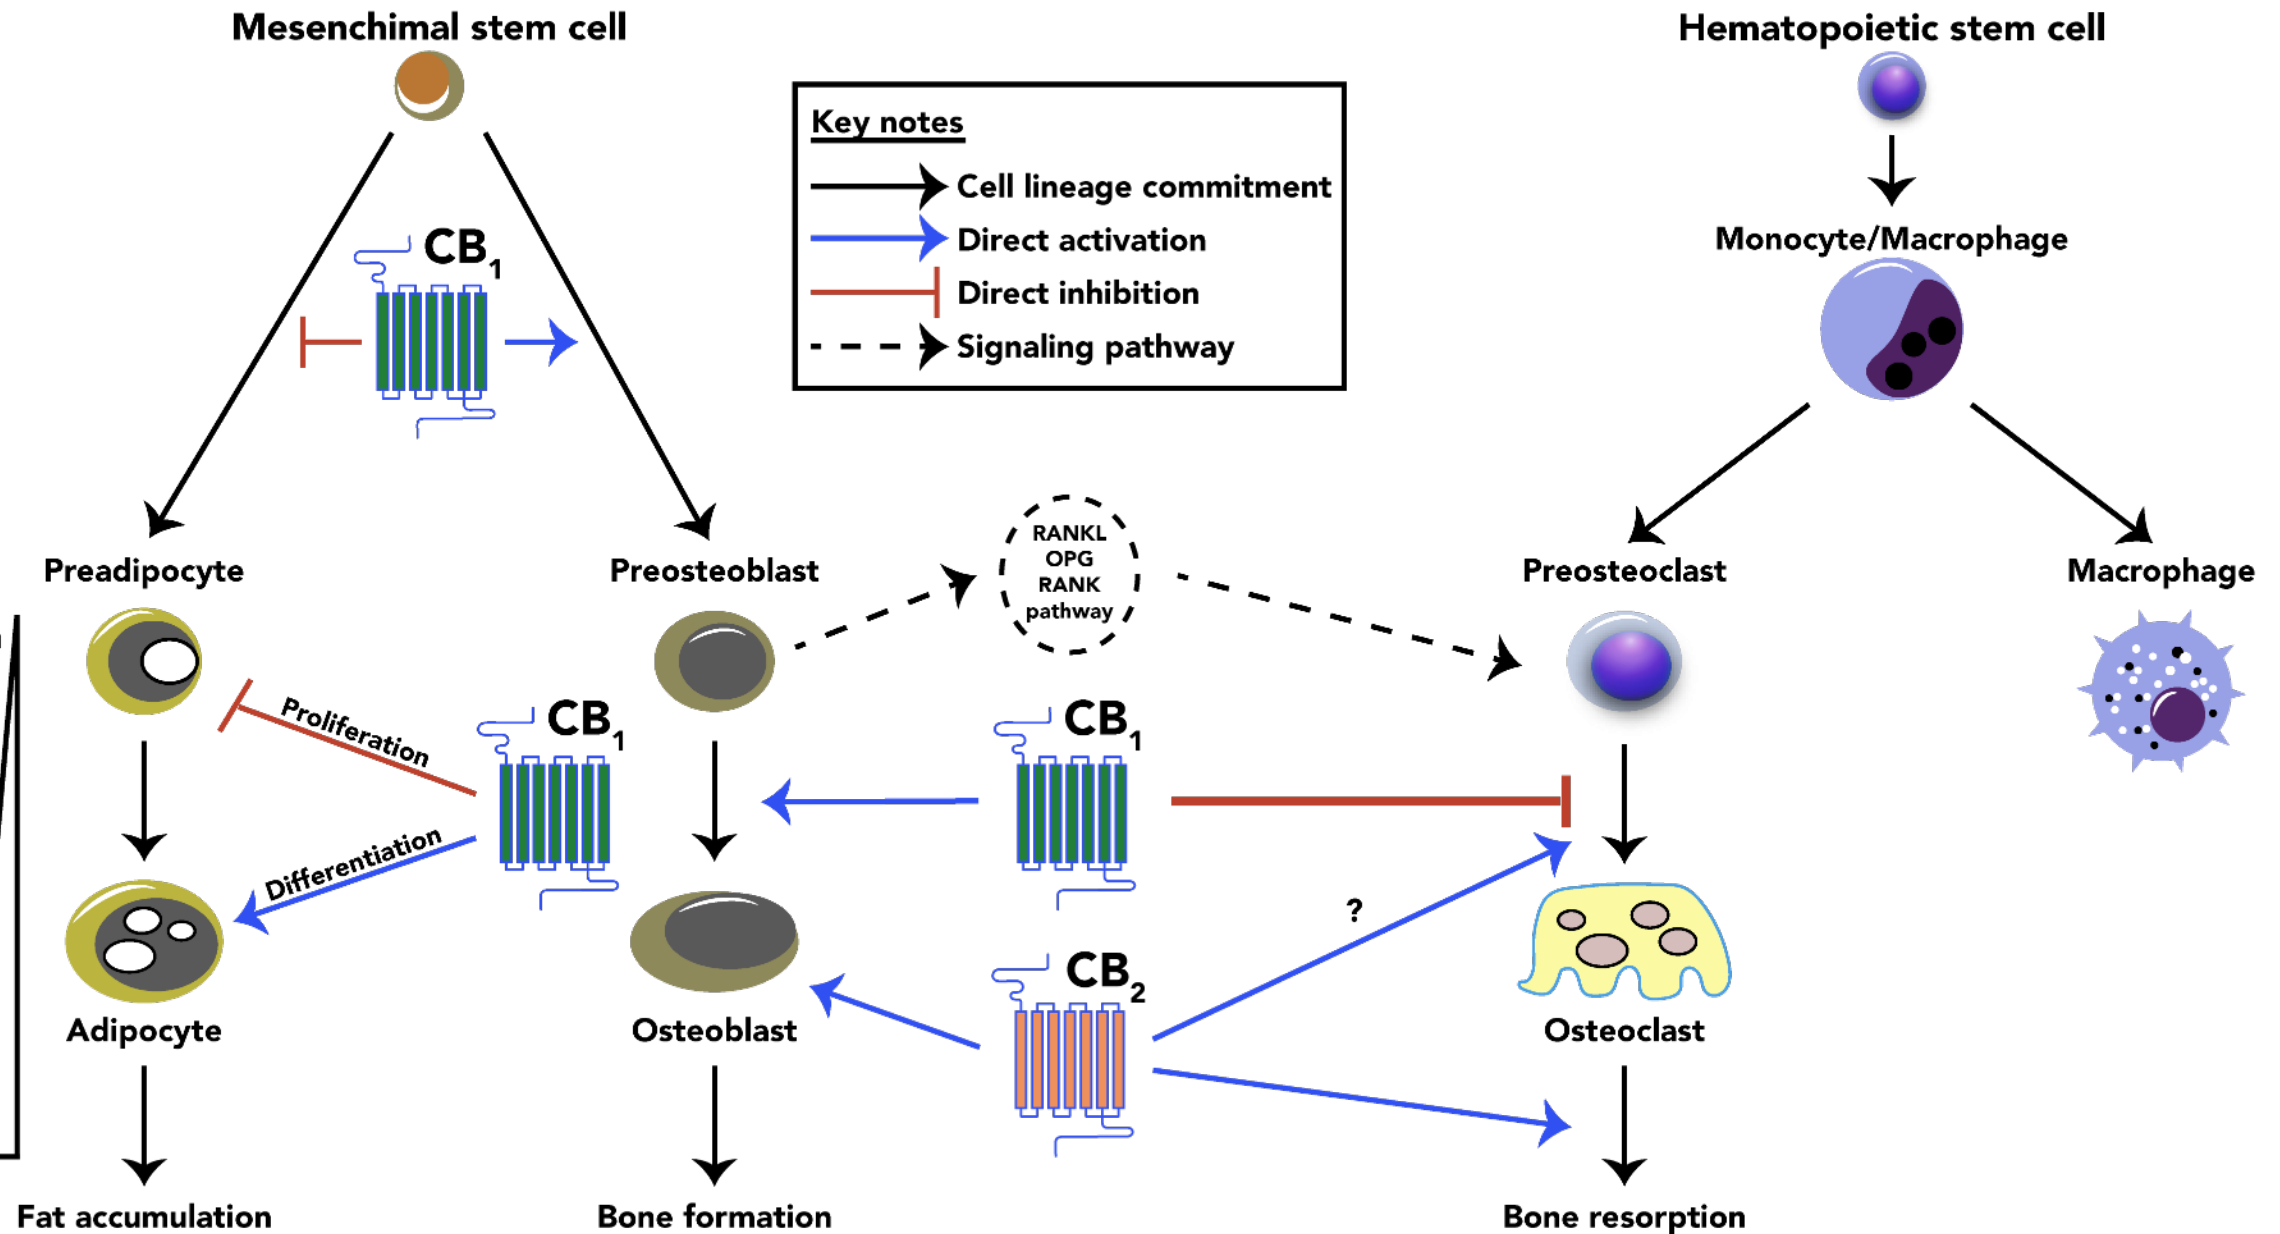 Mesenchimal stem cell
Hematopoietic stem cell
Key notes
Cell lineage commitment
Direct activation
Direct inhibition
Signaling pathway
CB1
Monocyte/Macrophage
Preadipocyte
Preosteoblast
RANKL
OPG
RANK
pathway
Preosteoclast
Macrophage
Proliferation
CB1
CB1
Differentiation
?
CB2
Adipocyte
Osteoblast
Osteoclast
Fat accumulation
Bone formation
Bone resorption